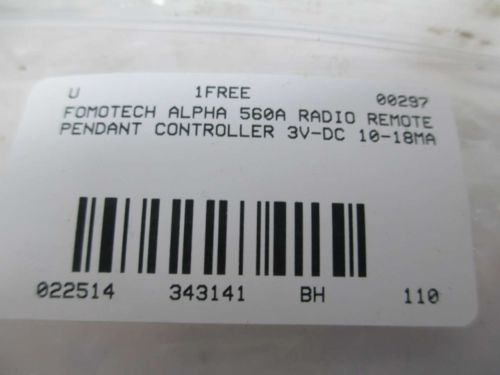 U 1FREE 00297
FOMOTECH ALPHA 560A RADIO REMOTE
PENDANT CONTROLLER 3V-DC 10-18MA
022514 343141 BH 110